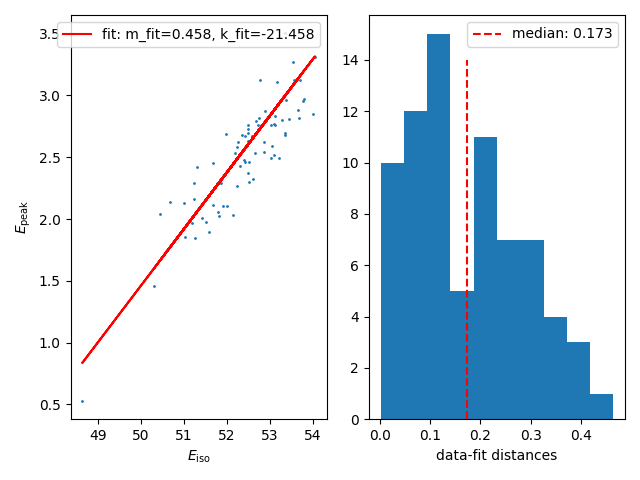 fit: m_fit=0.458, k_fit=-21.458
3.5
3.0
2.5
2.0
1.5
1.0
0.5
E_peak
49 50 51 52 53 54
E_iso
median: 0.173
14
12
10
8
6
4
2
0
0.0 0.1 0.2 0.3 0.4
data-fit distances